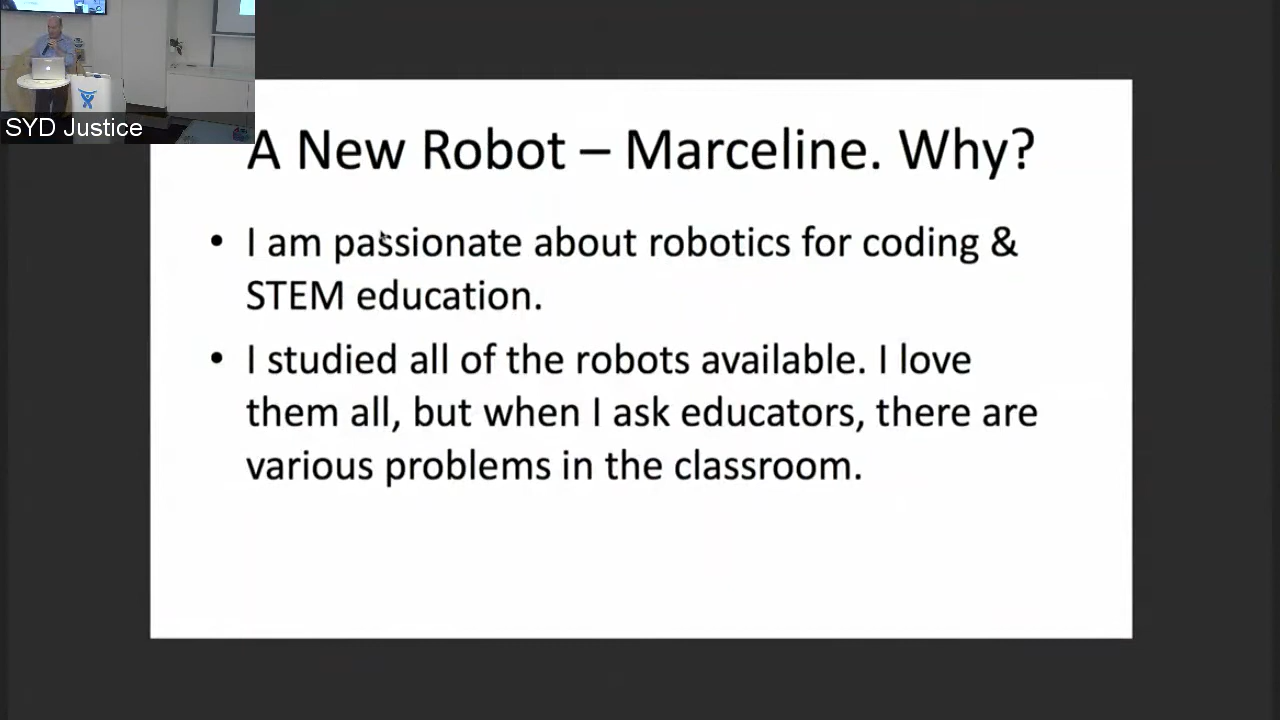 SYD Justice
A New Robot – Marceline. Why?
• I am passionate about robotics for coding &
STEM education.
• I studied all of the robots available. I love
them all, but when I ask educators, there are
various problems in the classroom.